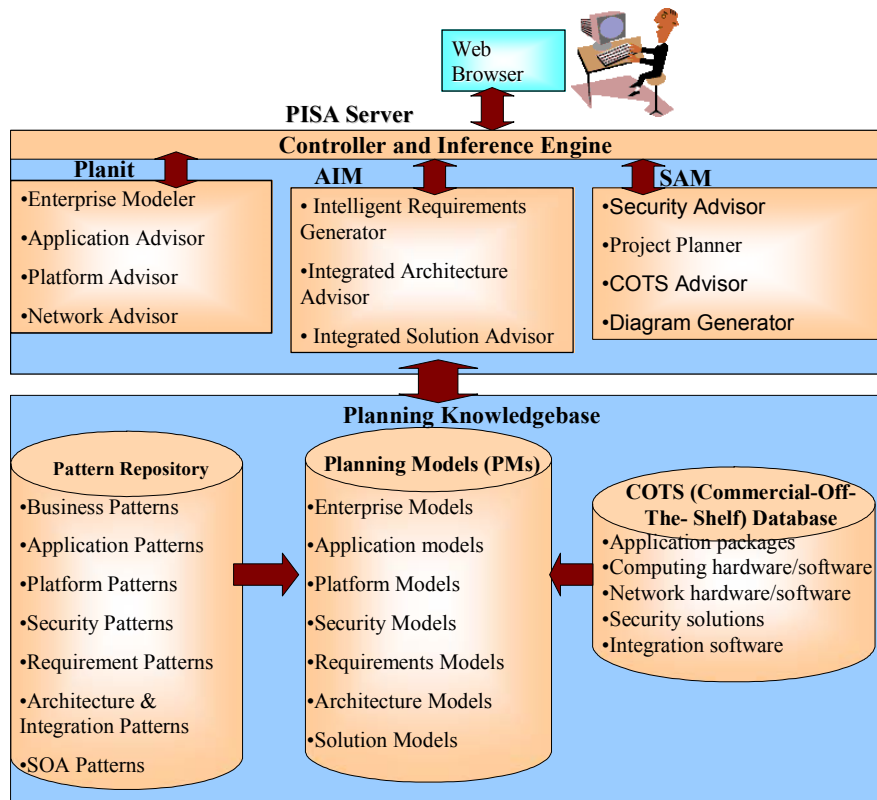 Web
Browser
PISA Server
Controller and Inference Engine
Planit
•Enterprise Modeler
•Application Advisor
•Platform Advisor
•Network Advisor
AIM
• Intelligent Requirements
Generator
•Integrated Architecture
Advisor
•Integrated Solution Advisor
SAM
•Security Advisor
•Project Planner
•COTS Advisor
•Diagram Generator
Planning Knowledgebase
Pattern Repository
•Business Patterns
•Application Patterns
•Platform Patterns
•Security Patterns
•Requirement Patterns
•Architecture &
Integration Patterns
•SOA Patterns
Planning Models (PMs)
•Enterprise Models
•Application models
•Platform Models
•Security Models
•Requirements Models
•Architecture Models
•Solution Models
COTS (Commercial-Off-
The- Shelf) Database
•Application packages
•Computing hardware/software
•Network hardware/software
•Security solutions
•Integration software